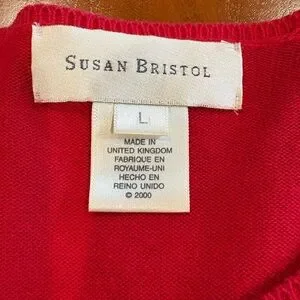 SUSAN BRISTOL
L
MADE IN
UNITED KINGDOM
FABRIQUE EN
ROYAUME-UNI
HECHO EN
REINO UNIDO
© 2000